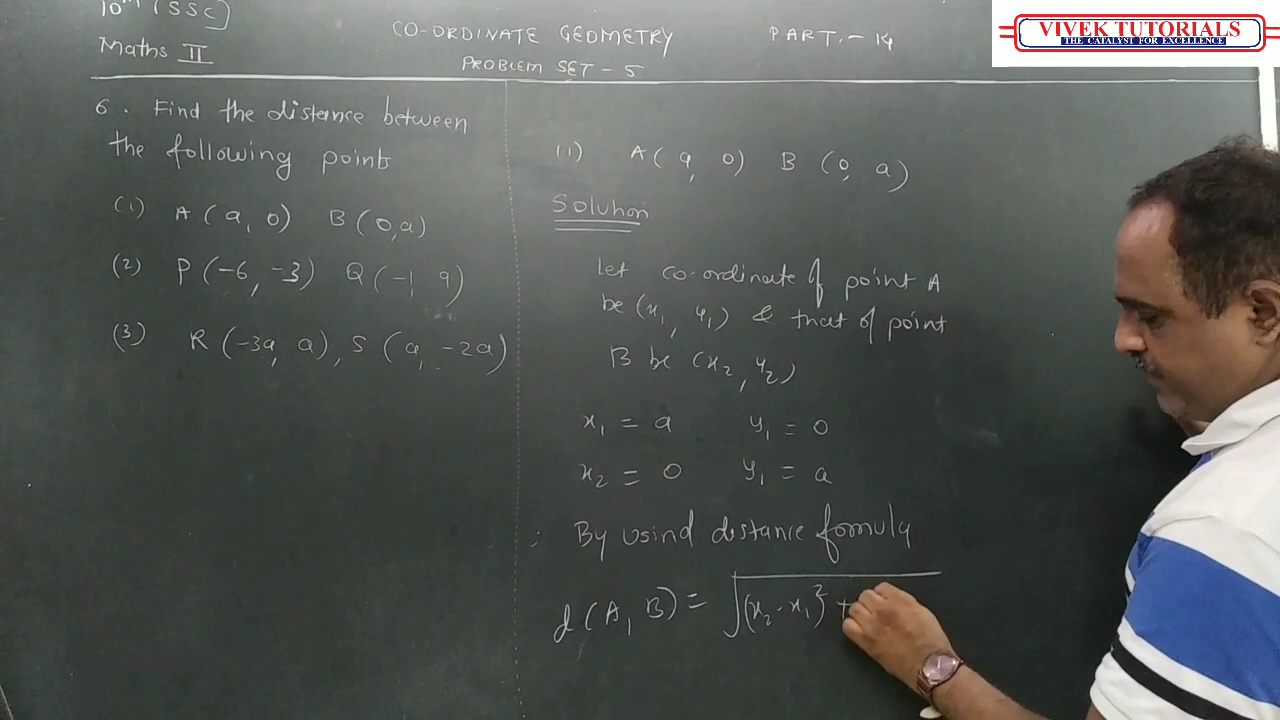 10th (SSC)
Maths II
CO-ORDINATE GEOMETRY PART.- 14
PROBLEM SET - 5
VIVEK TUTORIALS
THE CATALYST FOR EXCELLENCE
6. Find the distance between
the following points
(1) A(a, 0) B(0,a)
(2) P(-6, -3) Q(-1, 9)
(3) R(-3a, a), S(a, -2a)
(1) A(a, 0) B(0, a)
Solution
let co-ordinate of point A
be (x₁, y₁) & that of point
B be (x₂, y₂)
x₁ = a y₁ = 0
x₂ = 0 y₁ = a
∴ By usind distance formula
d(A, B) = √(x₂-x₁)² +